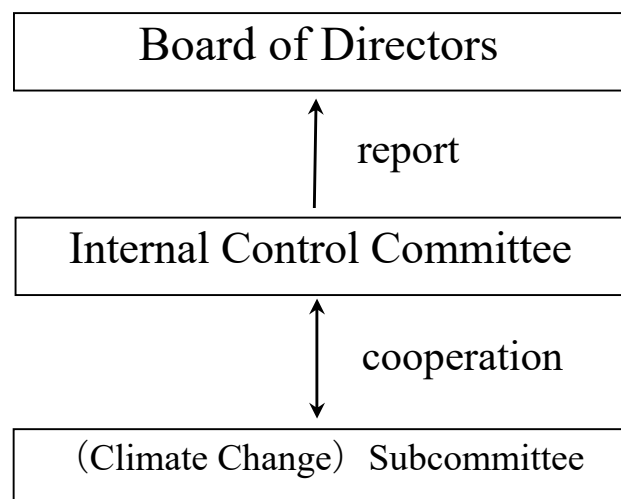 Board of Directors
report
Internal Control Committee
cooperation
（Climate Change）Subcommittee